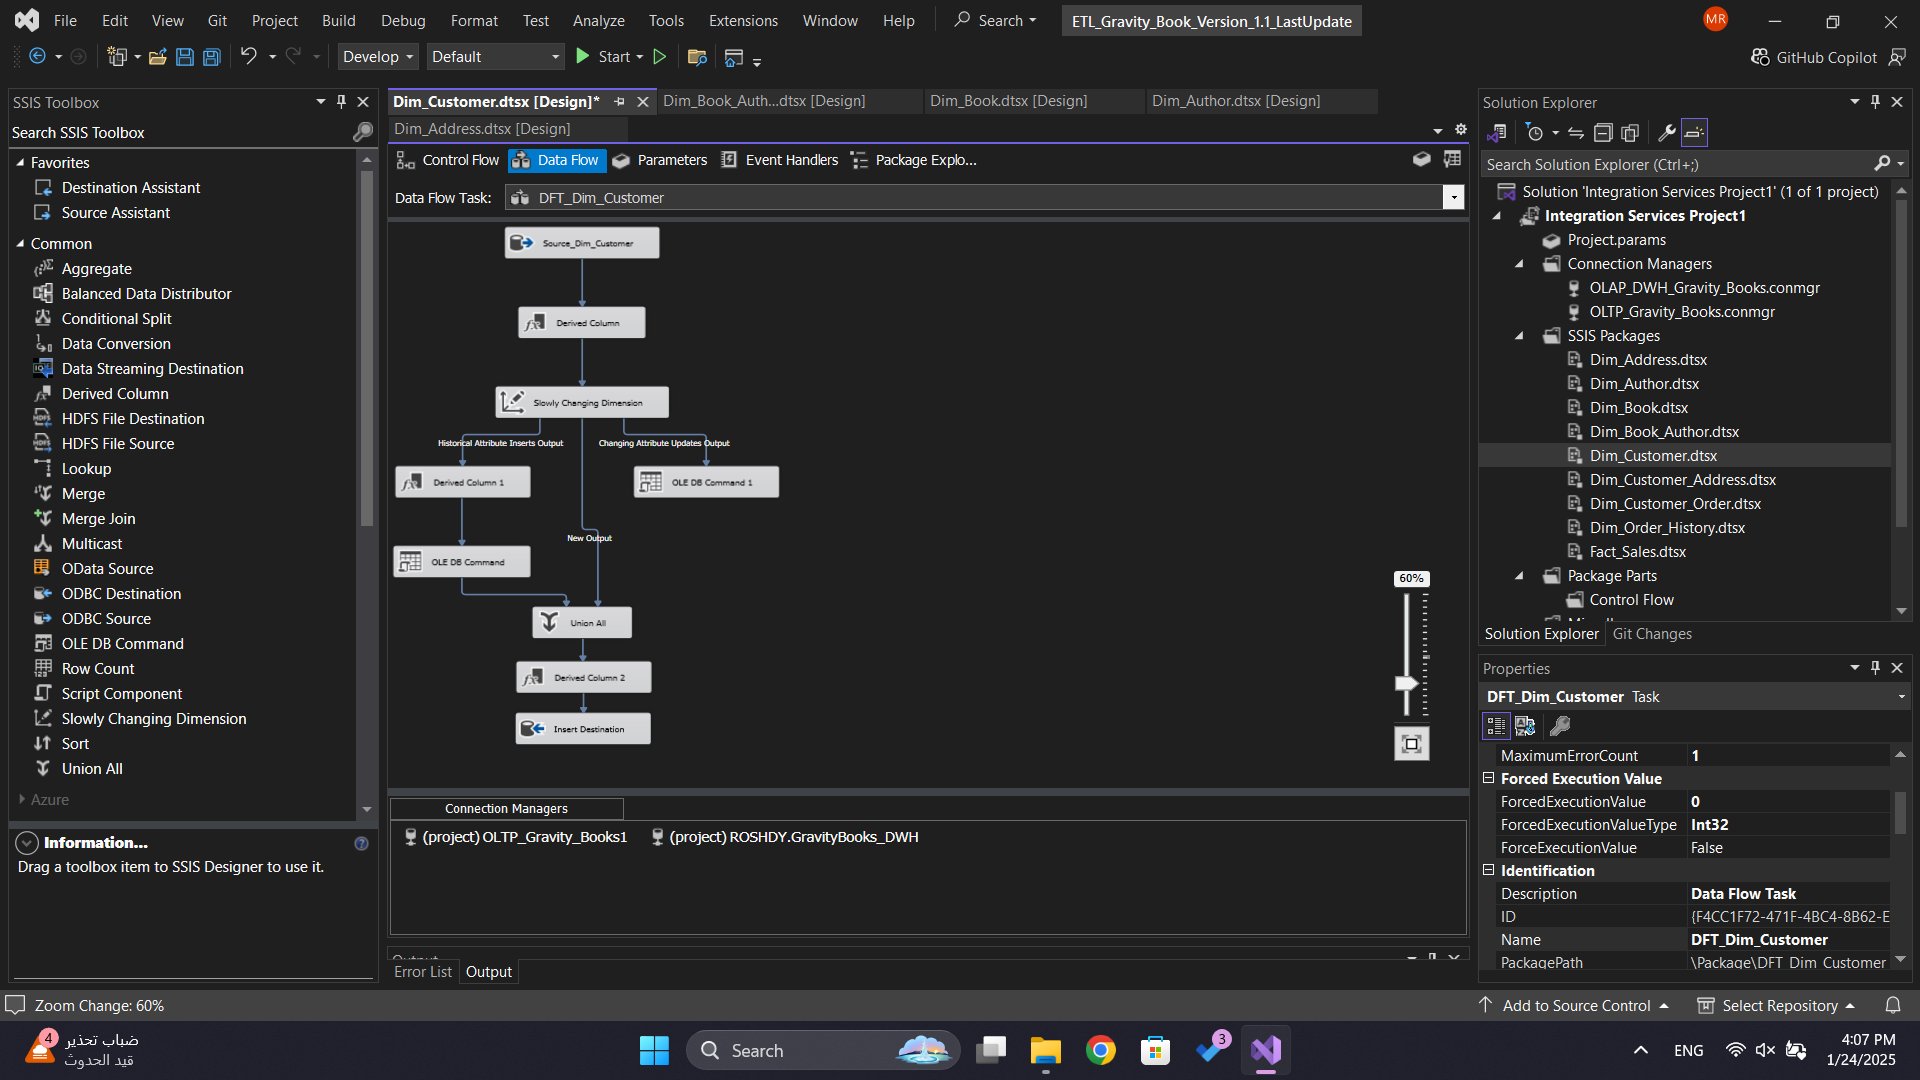 File Edit View Git Project Build Debug Format Test Analyze Tools Extensions Window Help Search ETL_Gravity_Book_Version_1.1_LastUpdate MR
Develop Default Start GitHub Copilot
SSIS Toolbox
Search SSIS Toolbox
Favorites
Destination Assistant
Source Assistant
Common
Aggregate
Balanced Data Distributor
Conditional Split
Data Conversion
Data Streaming Destination
Derived Column
HDFS File Destination
HDFS File Source
Lookup
Merge
Merge Join
Multicast
OData Source
ODBC Destination
ODBC Source
OLE DB Command
Row Count
Script Component
Slowly Changing Dimension
Sort
Union All
Azure
Information...
Drag a toolbox item to SSIS Designer to use it.
Dim_Customer.dtsx [Design]* Dim_Book_Auth...dtsx [Design] Dim_Book.dtsx [Design] Dim_Author.dtsx [Design]
Dim_Address.dtsx [Design]
Control Flow Data Flow Parameters Event Handlers Package Explo...
Data Flow Task: DFT_Dim_Customer
Source_Dim_Customer
Derived Column
Slowly Changing Dimension
Historical Attribute Inserts Output Changing Attribute Updates Output
Derived Column 1 OLE DB Command 1
New Output
OLE DB Command
Union All
Derived Column 2
Insert Destination
60%
Connection Managers
(project) OLTP_Gravity_Books1 (project) ROSHDY.GravityBooks_DWH
Output
Error List Output
Solution Explorer
Search Solution Explorer (Ctrl+;)
Solution 'Integration Services Project1' (1 of 1 project)
Integration Services Project1
Project.params
Connection Managers
OLAP_DWH_Gravity_Books.conmgr
OLTP_Gravity_Books.conmgr
SSIS Packages
Dim_Address.dtsx
Dim_Author.dtsx
Dim_Book.dtsx
Dim_Book_Author.dtsx
Dim_Customer.dtsx
Dim_Customer_Address.dtsx
Dim_Customer_Order.dtsx
Dim_Order_History.dtsx
Fact_Sales.dtsx
Package Parts
Control Flow
Solution Explorer Git Changes
Properties
DFT_Dim_Customer Task
MaximumErrorCount 1
Forced Execution Value
ForcedExecutionValue 0
ForcedExecutionValueType Int32
ForceExecutionValue False
Identification
Description Data Flow Task
ID {F4CC1F72-471F-4BC4-8B62-E
Name DFT_Dim_Customer
PackagePath \Package\DFT_Dim_Customer
Zoom Change: 60% Add to Source Control Select Repository
4 ضباب تحذير
قيد الحدوث
Search 3 ENG 4:07 PM
1/24/2025